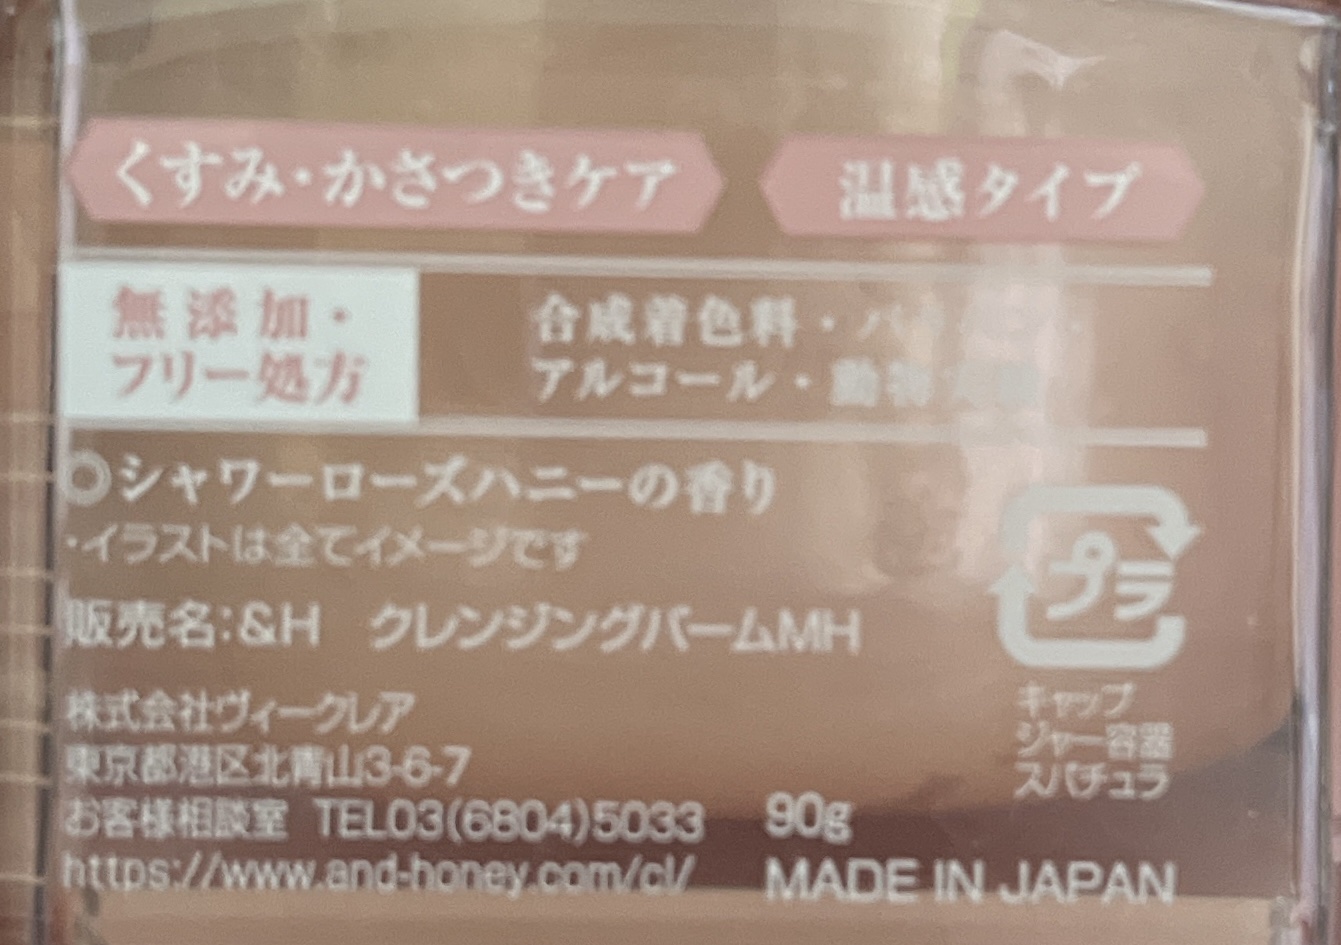 くすみ・かさつきケア 温感タイプ
無添加・
フリー処方
合成着色料・
アルコール・動物
◎シャワーローズハニーの香り
・イラストは全てイメージです
販売名:&H クレンジングバームMH
プラ
キャップ
ジャー容器
スパチュラ
株式会社ヴィークレア
東京都港区北青山3-6-7
お客様相談室 TEL03(6804)5033
https://www.and-honey.com/cl/
90g
MADE IN JAPAN